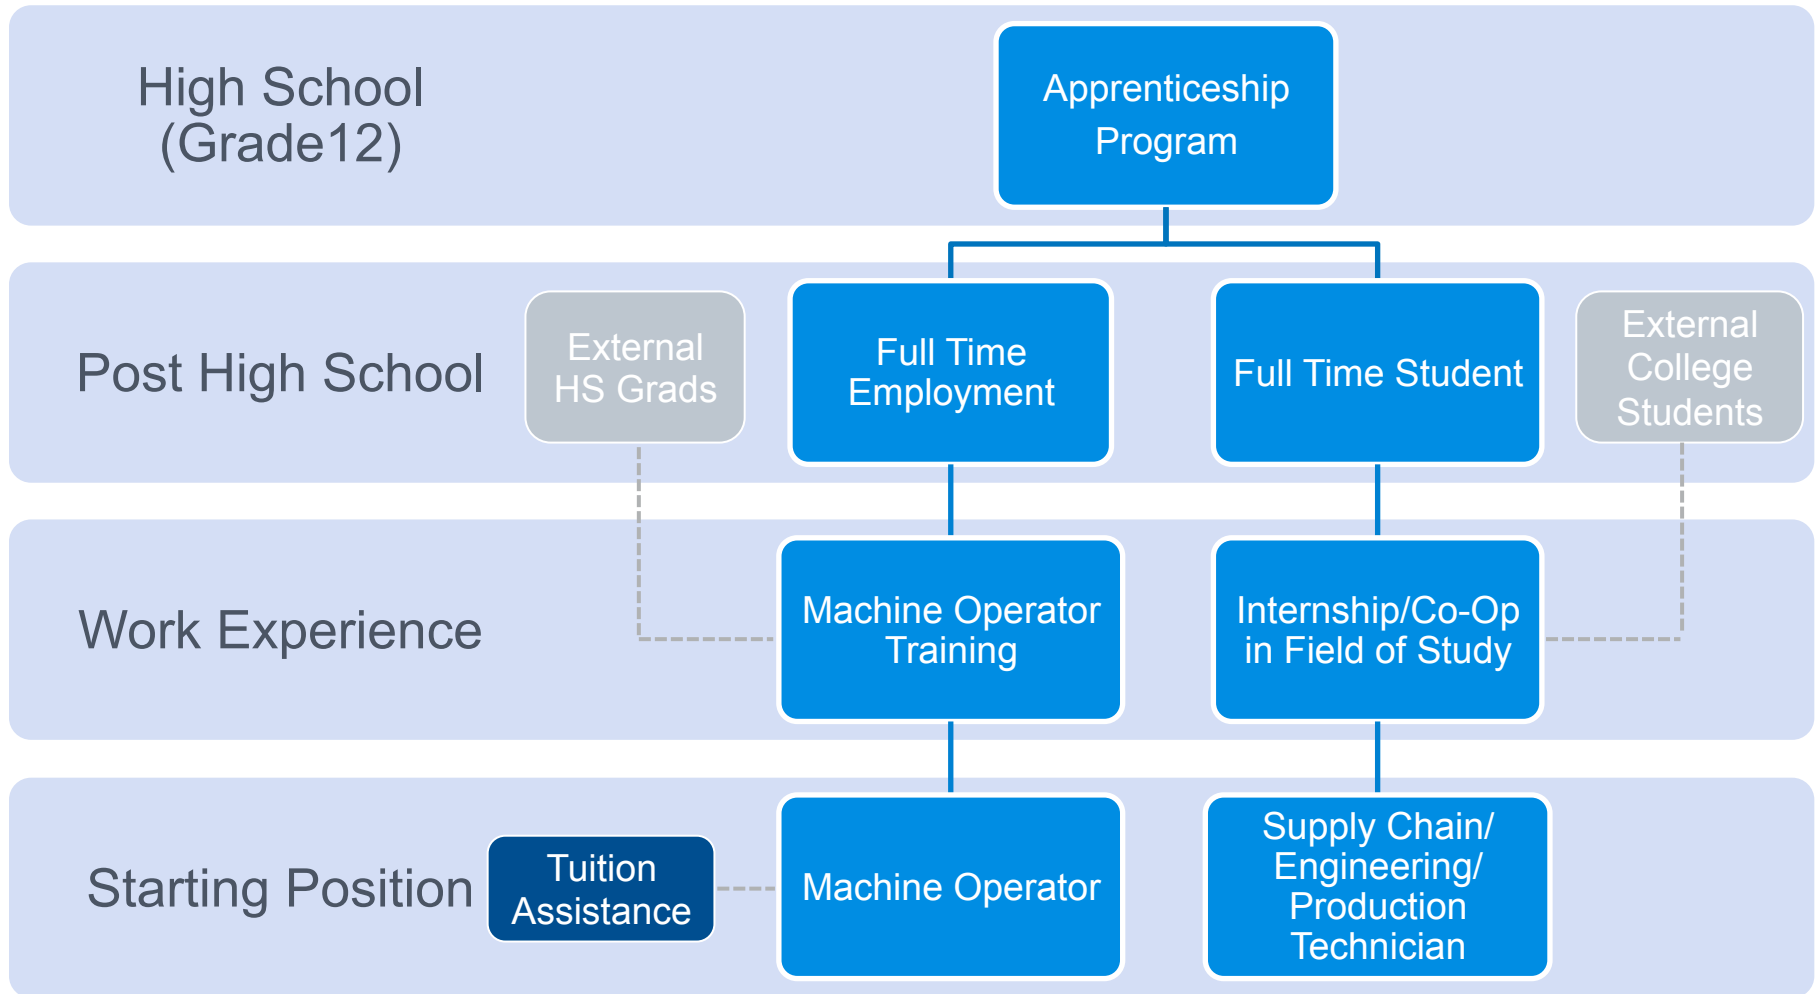 High School
(Grade12)
Apprenticeship
Program
Post High School
External
HS Grads
Full Time
Employment
Full Time Student
External
College
Students
Work Experience
Machine Operator
Training
Internship/Co-Op
in Field of Study
Starting Position
Tuition
Assistance
Machine Operator
Supply Chain/
Engineering/
Production
Technician